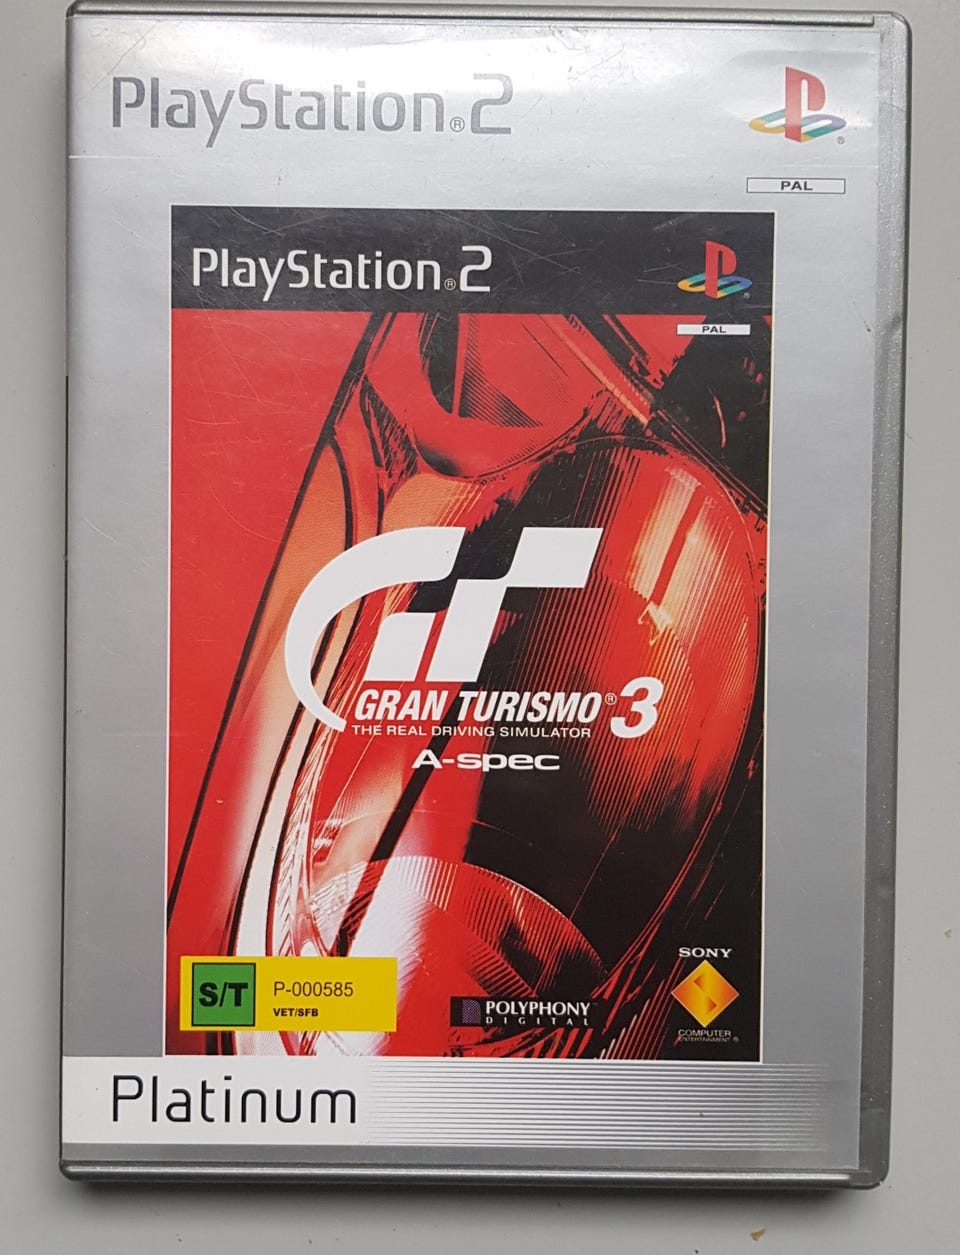 PlayStation®2
PAL
PlayStation®2
PAL
GRAN TURISMO® 3
THE REAL DRIVING SIMULATOR
A-spec
S/T
P-000585
VET/SFB
POLYPHONY™
DIGITAL
SONY
COMPUTER
ENTERTAINMENT ®
Platinum